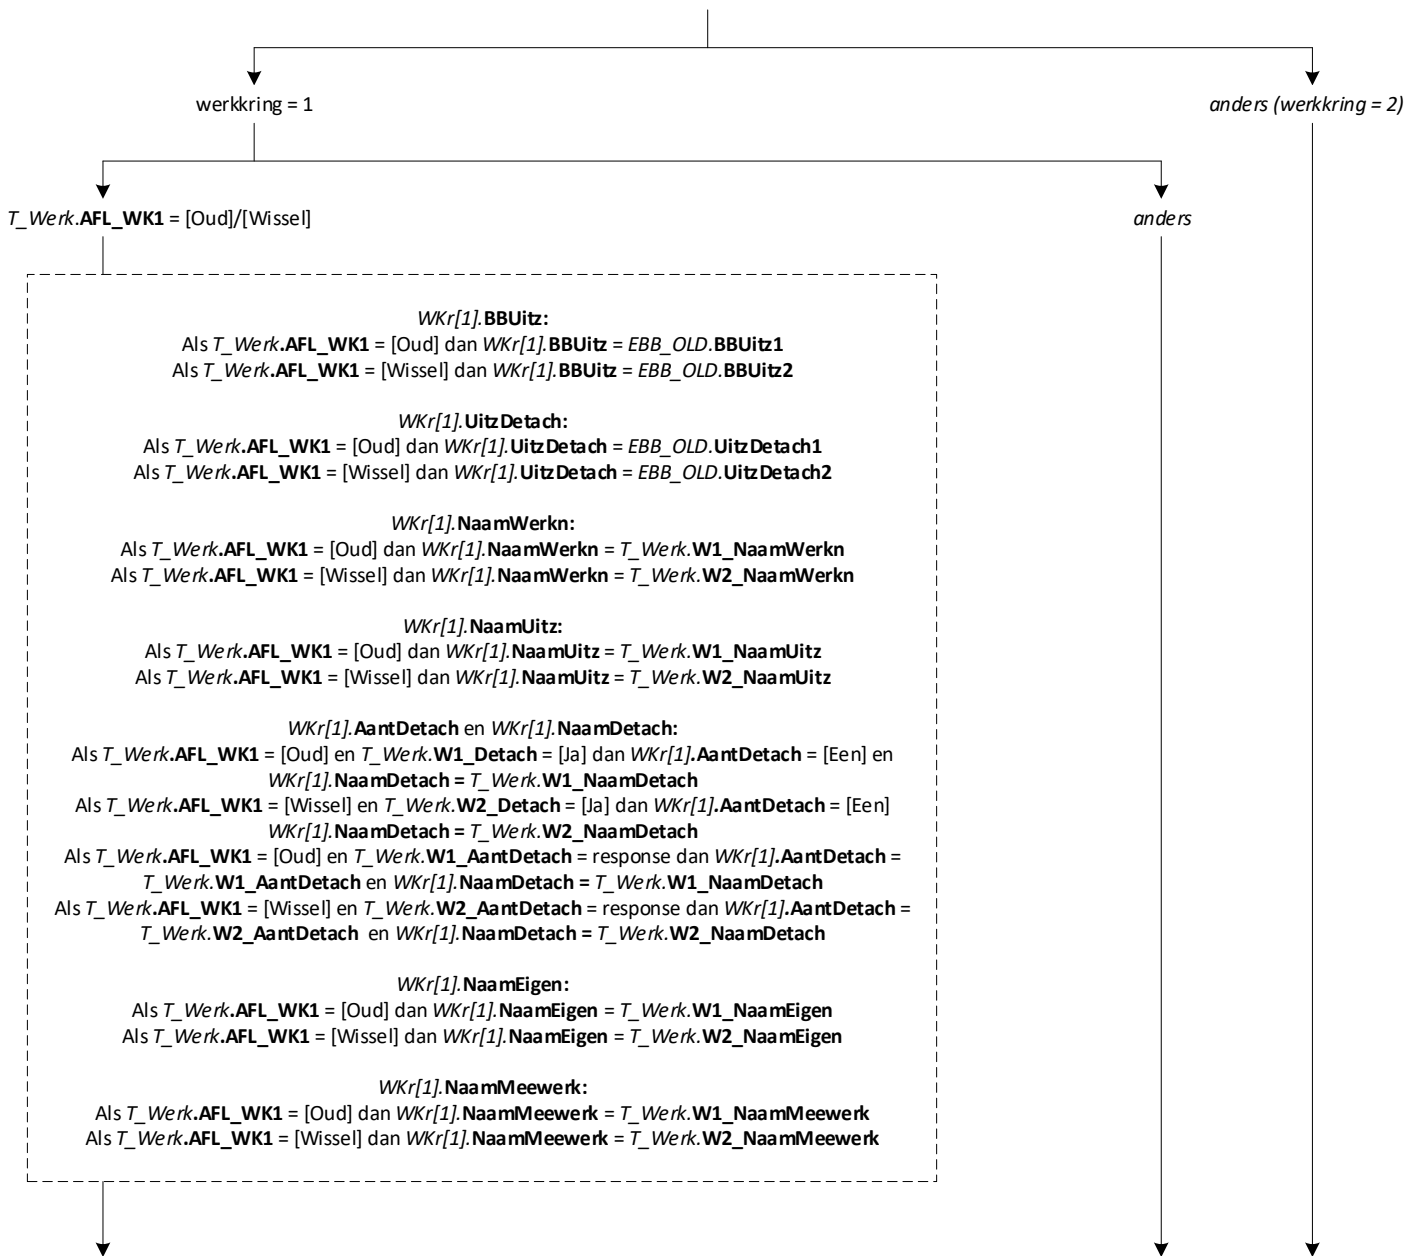 werkkring = 1
anders (werkkring = 2)
T_Werk.AFL_WK1 = [Oud]/[Wissel]
anders
WKr[1].BBUitz:
Als T_Werk.AFL_WK1 = [Oud] dan WKr[1].BBUitz = EBB_OLD.BBUitz1
Als T_Werk.AFL_WK1 = [Wissel] dan WKr[1].BBUitz = EBB_OLD.BBUitz2
WKr[1].UitzDetach:
Als T_Werk.AFL_WK1 = [Oud] dan WKr[1].UitzDetach = EBB_OLD.UitzDetach1
Als T_Werk.AFL_WK1 = [Wissel] dan WKr[1].UitzDetach = EBB_OLD.UitzDetach2
WKr[1].NaamWerkn:
Als T_Werk.AFL_WK1 = [Oud] dan WKr[1].NaamWerkn = T_Werk.W1_NaamWerkn
Als T_Werk.AFL_WK1 = [Wissel] dan WKr[1].NaamWerkn = T_Werk.W2_NaamWerkn
WKr[1].NaamUitz:
Als T_Werk.AFL_WK1 = [Oud] dan WKr[1].NaamUitz = T_Werk.W1_NaamUitz
Als T_Werk.AFL_WK1 = [Wissel] dan WKr[1].NaamUitz = T_Werk.W2_NaamUitz
WKr[1].AantDetach en WKr[1].NaamDetach:
Als T_Werk.AFL_WK1 = [Oud] en T_Werk.W1_Detach = [Ja] dan WKr[1].AantDetach = [Een] en
WKr[1].NaamDetach = T_Werk.W1_NaamDetach
Als T_Werk.AFL_WK1 = [Wissel] en T_Werk.W2_Detach = [Ja] dan WKr[1].AantDetach = [Een]
WKr[1].NaamDetach = T_Werk.W2_NaamDetach
Als T_Werk.AFL_WK1 = [Oud] en T_Werk.W1_AantDetach = response dan WKr[1].AantDetach =
T_Werk.W1_AantDetach en WKr[1].NaamDetach = T_Werk.W1_NaamDetach
Als T_Werk.AFL_WK1 = [Wissel] en T_Werk.W2_AantDetach = response dan WKr[1].AantDetach =
T_Werk.W2_AantDetach en WKr[1].NaamDetach = T_Werk.W2_NaamDetach
WKr[1].NaamEigen:
Als T_Werk.AFL_WK1 = [Oud] dan WKr[1].NaamEigen = T_Werk.W1_NaamEigen
Als T_Werk.AFL_WK1 = [Wissel] dan WKr[1].NaamEigen = T_Werk.W2_NaamEigen
WKr[1].NaamMeewerk:
Als T_Werk.AFL_WK1 = [Oud] dan WKr[1].NaamMeewerk = T_Werk.W1_NaamMeewerk
Als T_Werk.AFL_WK1 = [Wissel] dan WKr[1].NaamMeewerk = T_Werk.W2_NaamMeewerk